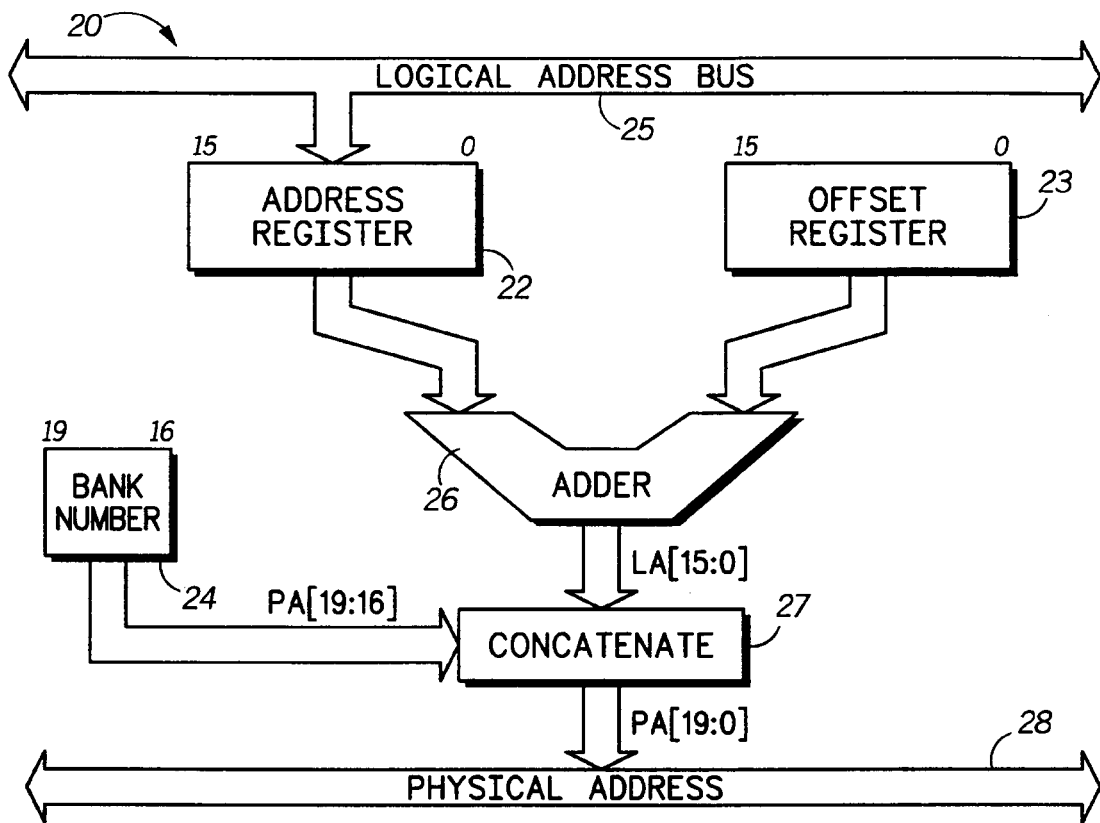 20
LOGICAL ADDRESS BUS
25
15 0
ADDRESS
REGISTER
22
15 0
OFFSET
REGISTER
23
26
ADDER
19 16
BANK
NUMBER
24
LA[15:0]
PA[19:16]
CONCATENATE
27
PA[19:0]
28
PHYSICAL ADDRESS